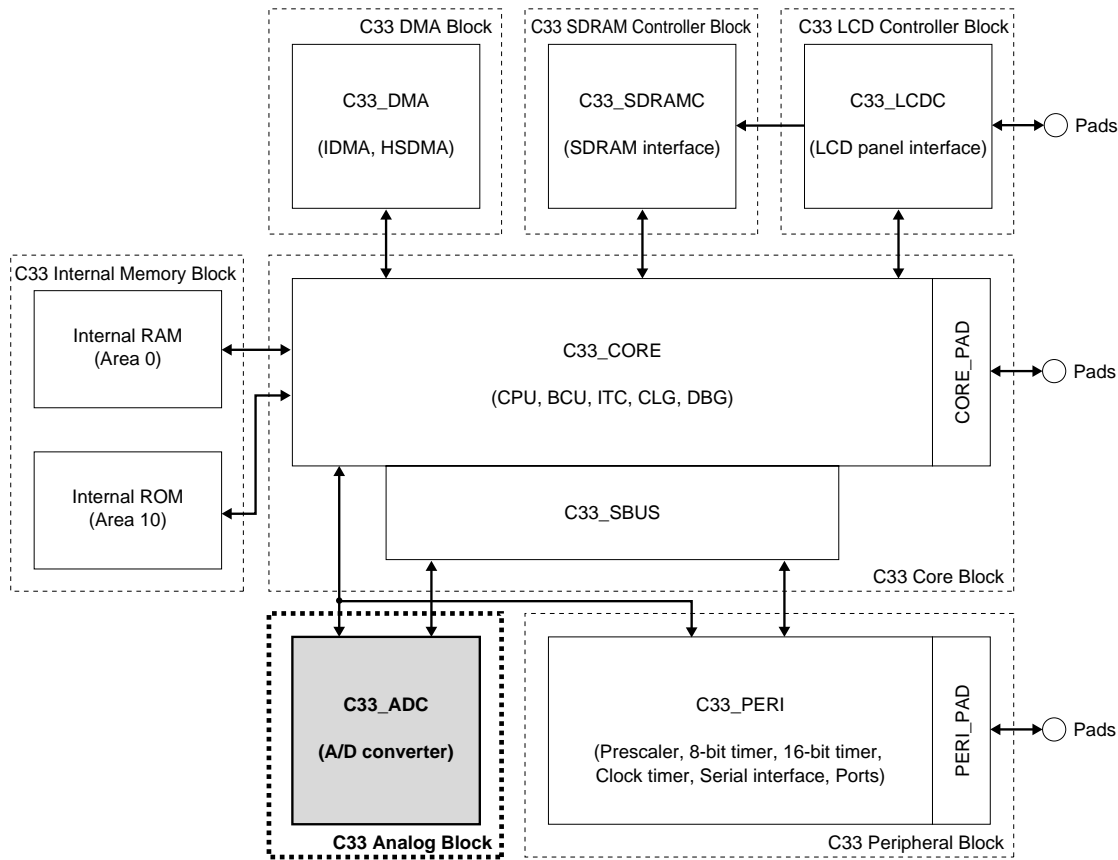 C33 DMA Block
C33 SDRAM Controller Block
C33 LCD Controller Block
C33_DMA
(IDMA, HSDMA)
C33_SDRAMC
(SDRAM interface)
C33_LCDC
(LCD panel interface)
Pads
C33 Internal Memory Block
Internal RAM
(Area 0)
Internal ROM
(Area 10)
C33_CORE
(CPU, BCU, ITC, CLG, DBG)
CORE_PAD
Pads
C33_SBUS
C33 Core Block
C33_ADC
(A/D converter)
C33 Analog Block
C33_PERI
(Prescaler, 8-bit timer, 16-bit timer,
Clock timer, Serial interface, Ports)
PERI_PAD
Pads
C33 Peripheral Block